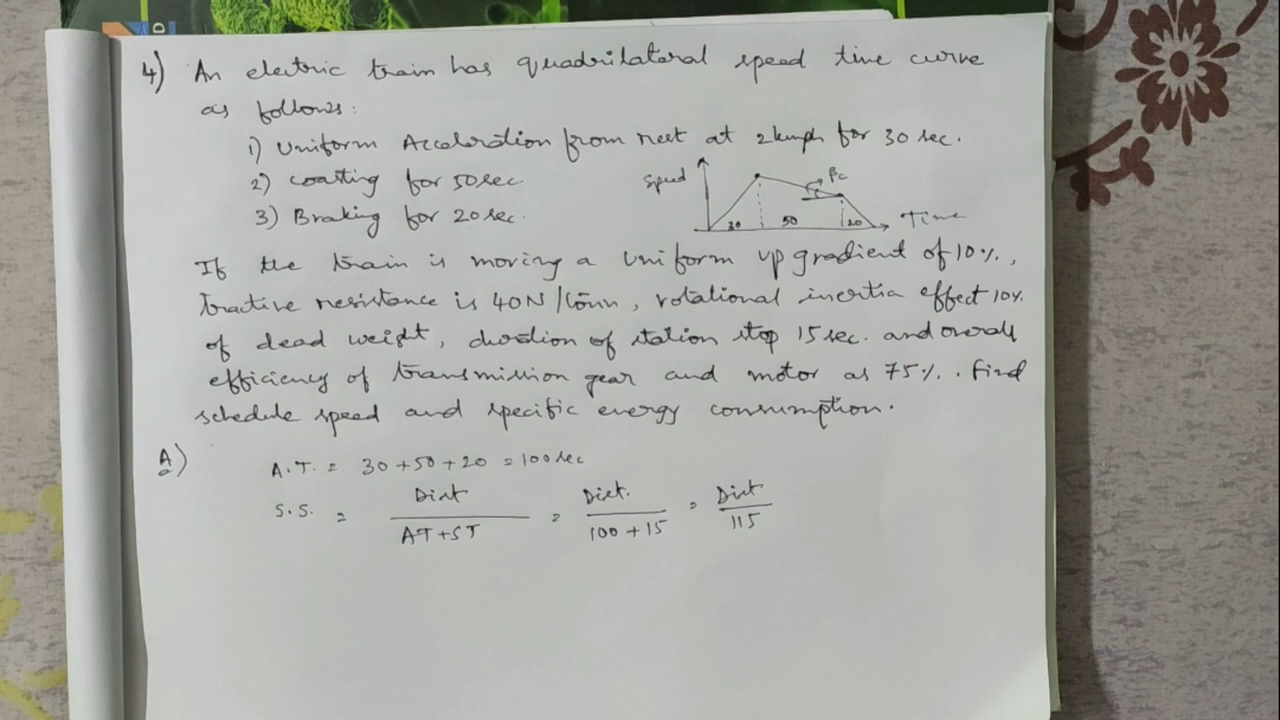 4) An electric train has quadrilateral speed time curve
as follows:
1) Uniform Acceleration from rest at 2 kmph for 30 sec.
2) coasting for 50sec
3) Braking for 20 sec.
Speed
βc
30
50
20
Time
If the train is moving a uniform up gradient of 10%,
tractive resistance is 40N/tonn, rotational inertia effect 10%
of dead weight, duration of station stop 15 sec. and overall
efficiency of transmission gear and motor as 75%. Find
schedule speed and specific energy consumption.
A)
A.T. = 30 + 50 + 20 = 100 sec
S.S. = Dist / AT + ST = Dist. / 100 + 15 = Dist / 115
D